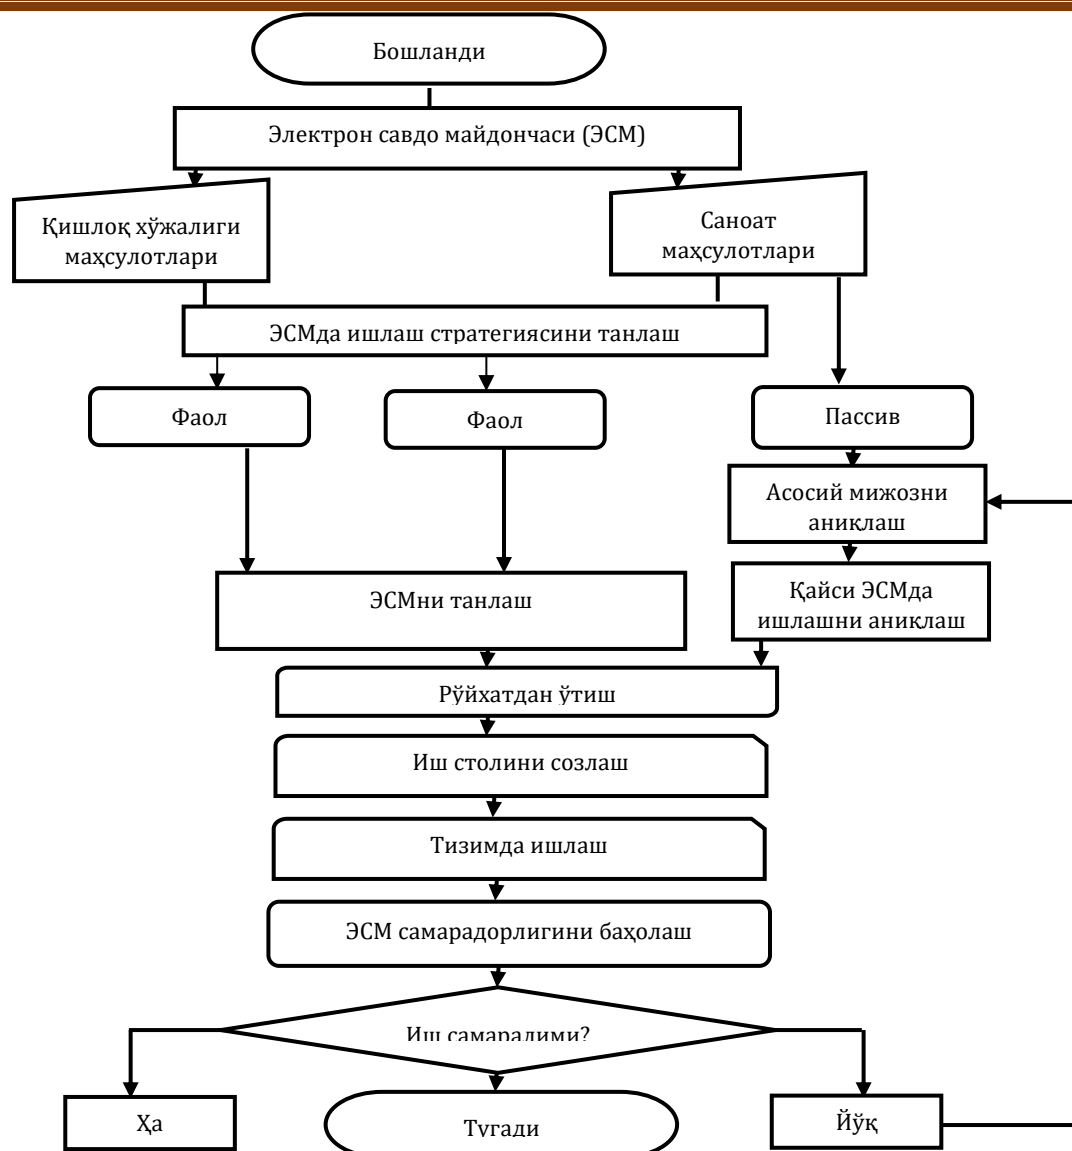 Бошланди
Электрон савдо майдончаси (ЭСМ)
Қишлоқ хўжалиги
маҳсулотлари
Саноат
маҳсулотлари
ЭСМда ишлаш стратегиясини танлаш
Фаол
Фаол
Пассив
Асосий мижозни
аниқлаш
ЭСМни танлаш
Қайси ЭСМда
ишлашни аниқлаш
Рўйхатдан ўтиш
Иш столини созлаш
Тизимда ишлаш
ЭСМ самарадорлигини баҳолаш
Иш самарадими?
Ҳа
Тугади
Йўқ